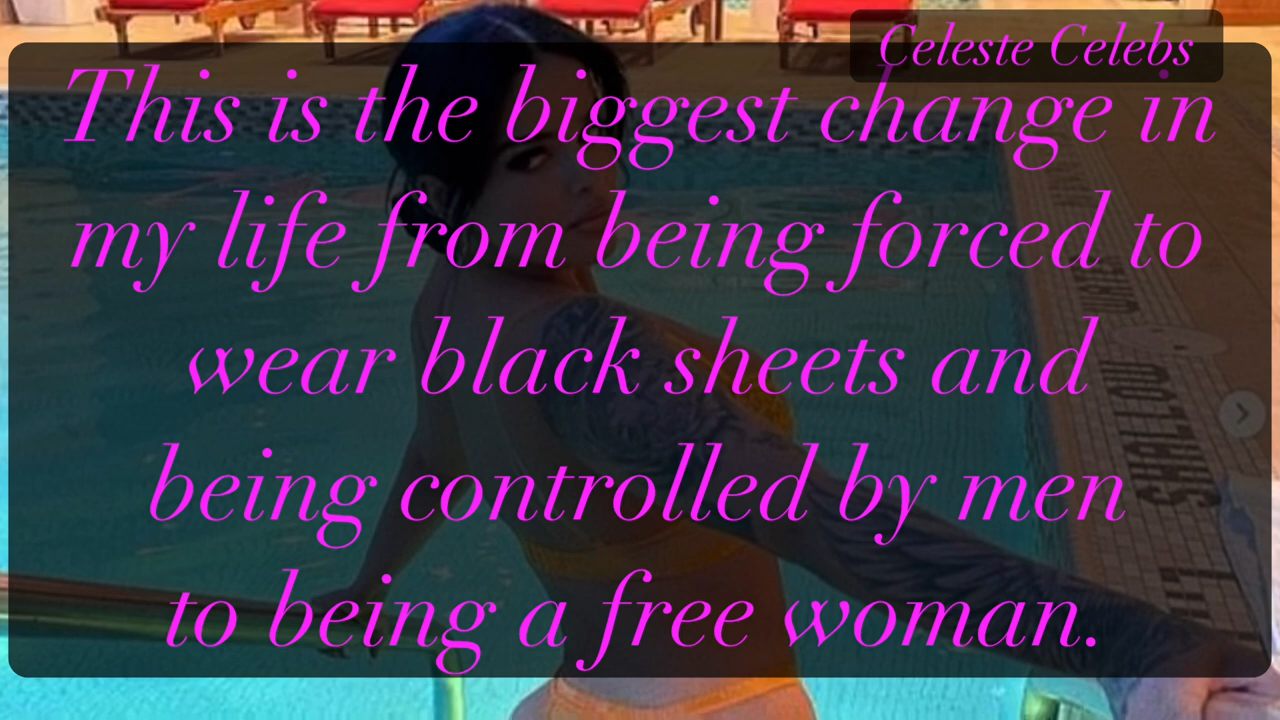 Celeste Celebs
This is the biggest change in
my life from being forced to
wear black sheets and
being controlled by men
to being a free woman.
SHALLOW